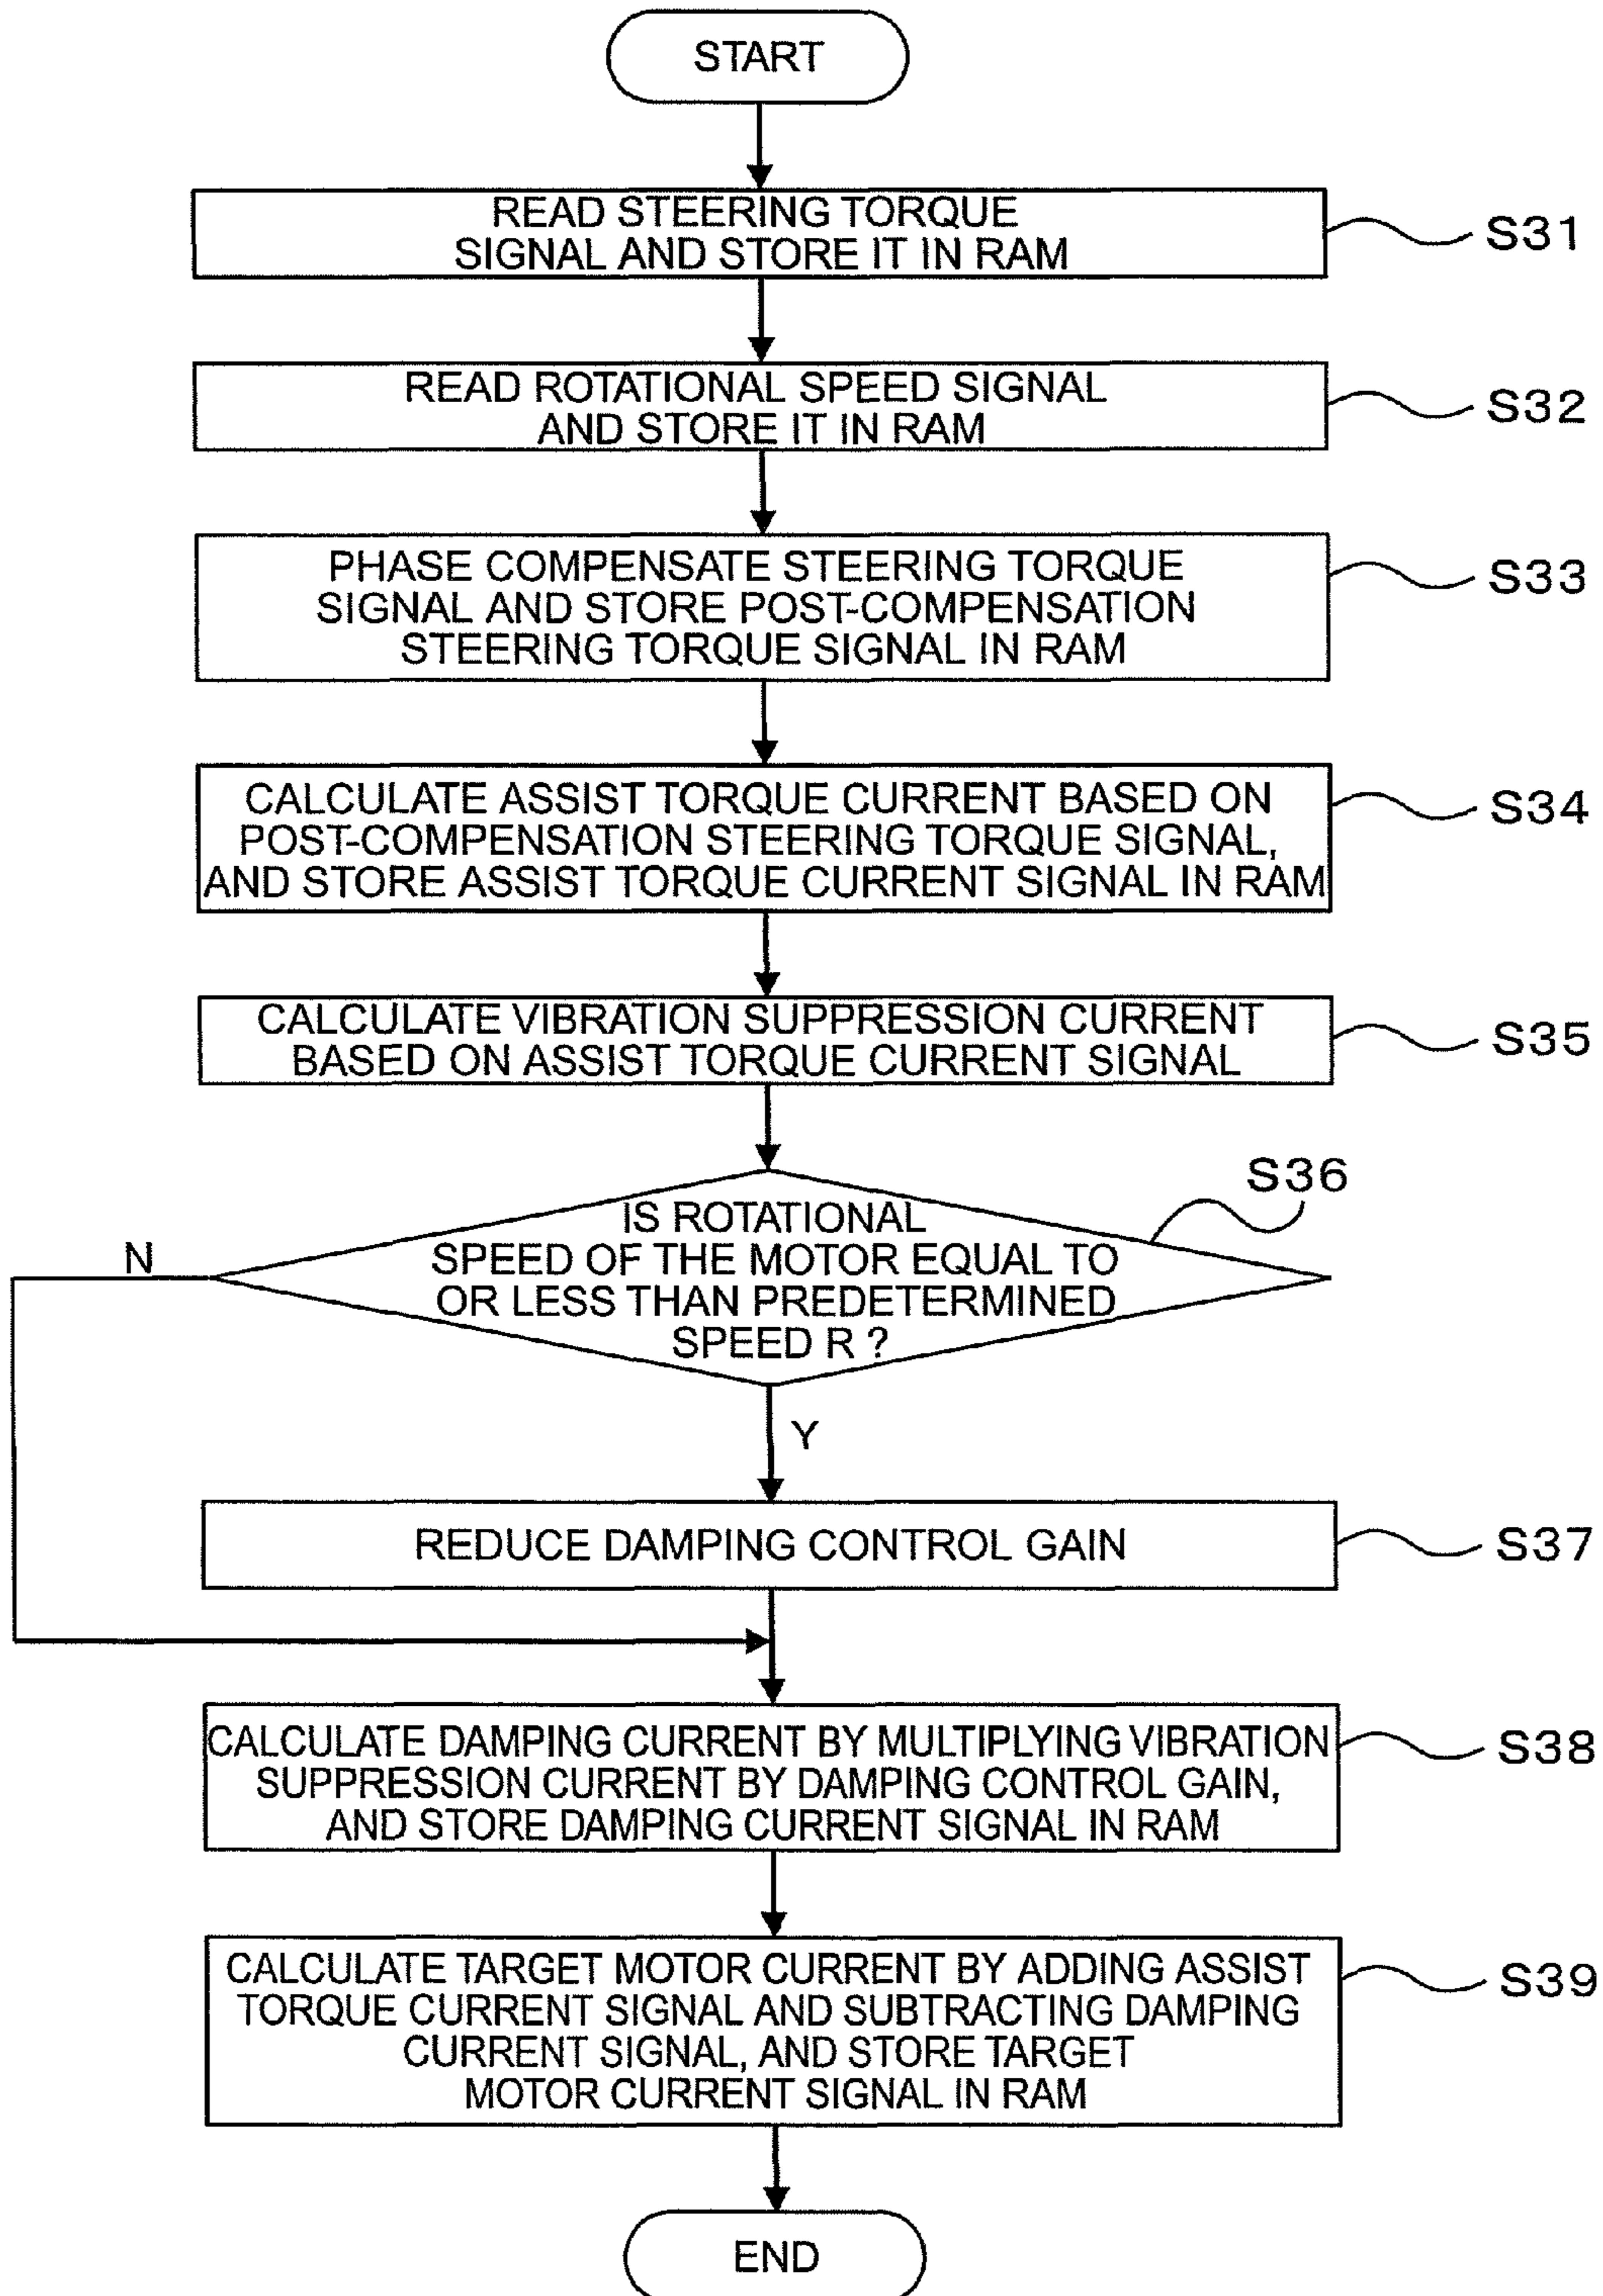 START
READ STEERING TORQUE
SIGNAL AND STORE IT IN RAM
S31
READ ROTATIONAL SPEED SIGNAL
AND STORE IT IN RAM
S32
PHASE COMPENSATE STEERING TORQUE
SIGNAL AND STORE POST-COMPENSATION
STEERING TORQUE SIGNAL IN RAM
S33
CALCULATE ASSIST TORQUE CURRENT BASED ON
POST-COMPENSATION STEERING TORQUE SIGNAL,
AND STORE ASSIST TORQUE CURRENT SIGNAL IN RAM
S34
CALCULATE VIBRATION SUPPRESSION CURRENT
BASED ON ASSIST TORQUE CURRENT SIGNAL
S35
S36
IS ROTATIONAL
SPEED OF THE MOTOR EQUAL TO
OR LESS THAN PREDETERMINED
SPEED R ?
N
Y
REDUCE DAMPING CONTROL GAIN
S37
CALCULATE DAMPING CURRENT BY MULTIPLYING VIBRATION
SUPPRESSION CURRENT BY DAMPING CONTROL GAIN,
AND STORE DAMPING CURRENT SIGNAL IN RAM
S38
CALCULATE TARGET MOTOR CURRENT BY ADDING ASSIST
TORQUE CURRENT SIGNAL AND SUBTRACTING DAMPING
CURRENT SIGNAL, AND STORE TARGET
MOTOR CURRENT SIGNAL IN RAM
S39
END